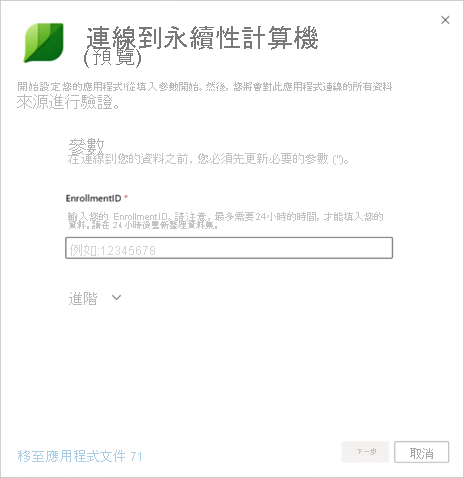 連線到永續性計算機
(預覽)
開始設定您的應用程式!從填入參數開始。然後,您將會對此應用程式連線的所有資料
來源進行驗證。
參數
在連線到您的資料之前,您必須先更新必要的參數 (*)。
EnrollmentID *
輸入您的 EnrollmentID。請注意,最多需要24小時的時間,才能填入您的
資料。請在 24 小時後重新整理資料集。
例如:12345678
進階
移至應用程式文件 71
下一步
取消